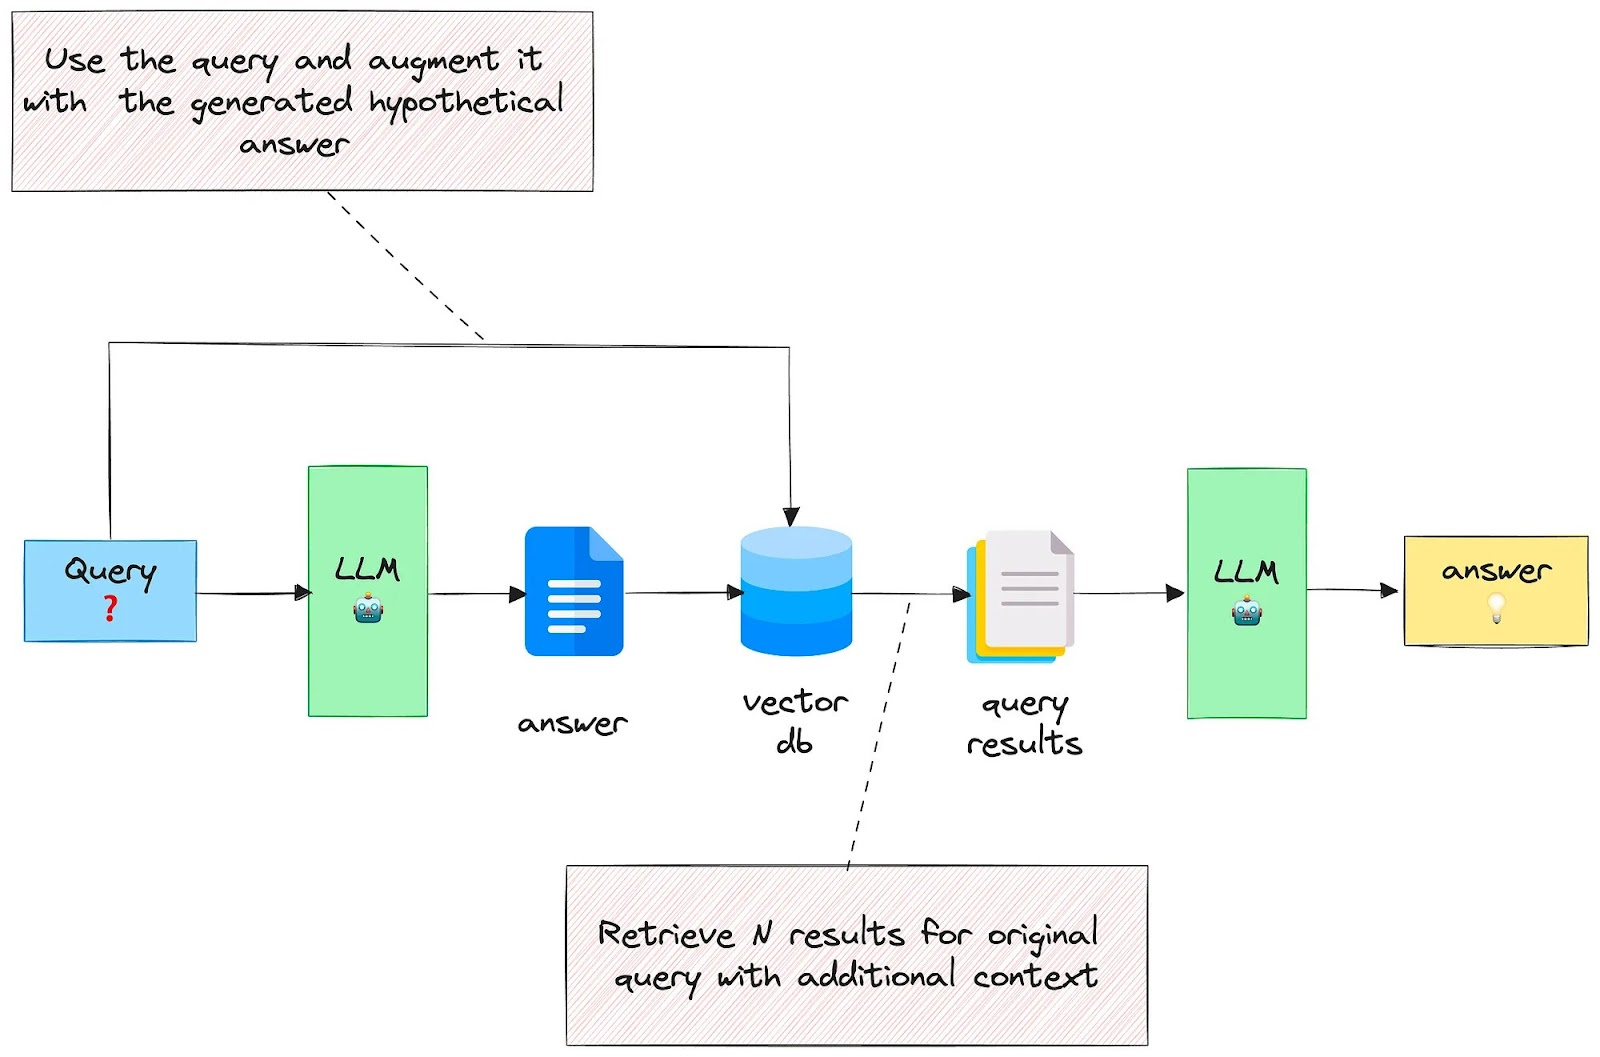 Use the query and augment it
with the generated hypothetical
answer
Query
?
LLM
answer
vector
db
query
results
LLM
answer
Retrieve N results for original
query with additional context